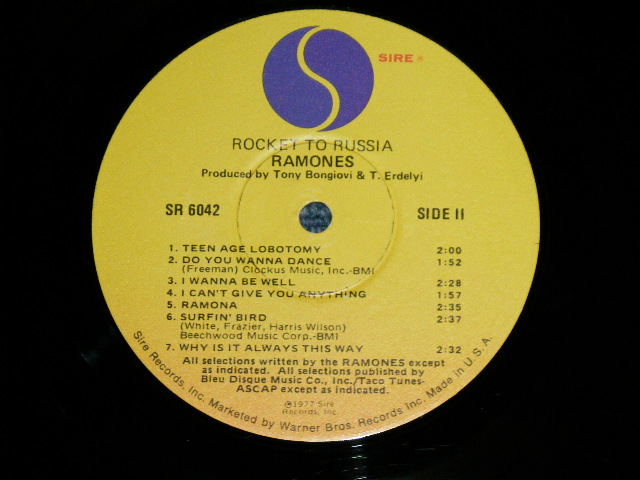 SIRE
ROCKET TO RUSSIA
RAMONES
Produced by Tony Bongiovi & T. Erdelyi
SR 6042 SIDE II
1. TEEN AGE LOBOTOMY 2:00
2. DO YOU WANNA DANCE 1:52
(Freeman) Clockus Music, Inc.-BMI
3. I WANNA BE WELL 2:28
4. I CAN'T GIVE YOU ANYTHING 1:57
5. RAMONA 2:35
6. SURFIN' BIRD 2:37
(White, Frazier, Harris Wilson)
Beechwood Music Corp.-BMI
7. WHY IS IT ALWAYS THIS WAY 2:32
All selections written by the RAMONES except
as indicated. All selections published by
Bleu Disque Music Co., Inc./Taco Tunes-
ASCAP except as indicated.
℗1977 Sire
Records, Inc.
Sire Records, Inc. Marketed by Warner Bros. Records Inc. Made in U.S.A.